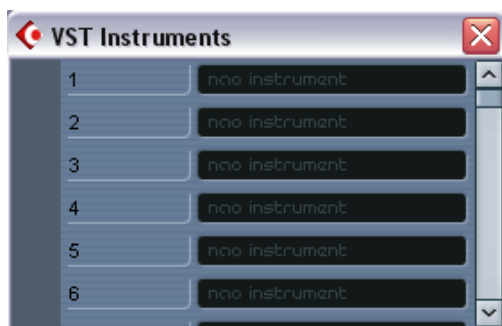 VST Instruments
1 nao instrument
2 nao instrument
3 nao instrument
4 nao instrument
5 nao instrument
6 nao instrument